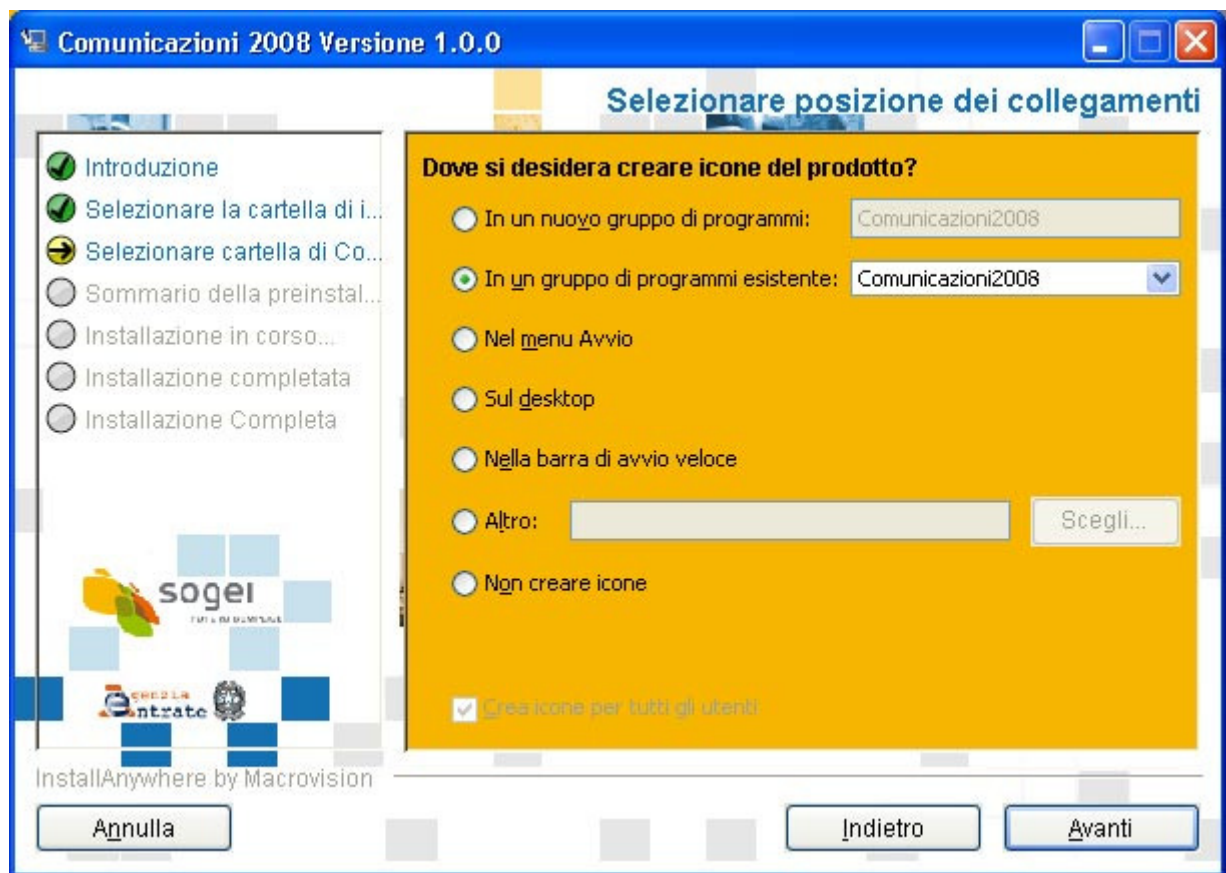 Comunicazioni 2008 Versione 1.0.0
Selezionare posizione dei collegamenti
Introduzione
Selezionare la cartella di i...
Selezionare cartella di Co...
Sommario della preinstal...
Installazione in corso...
Installazione completata
Installazione Completa
sogei
Agenzia
Entrate
Dove si desidera creare icone del prodotto?
In un nuovo gruppo di programmi: Comunicazioni2008
In un gruppo di programmi esistente: Comunicazioni2008
Nel menu Avvio
Sul desktop
Nella barra di avvio veloce
Altro: Scegli...
Non creare icone
Crea icone per tutti gli utenti
InstallAnywhere by Macrovision
Annulla Indietro Avanti